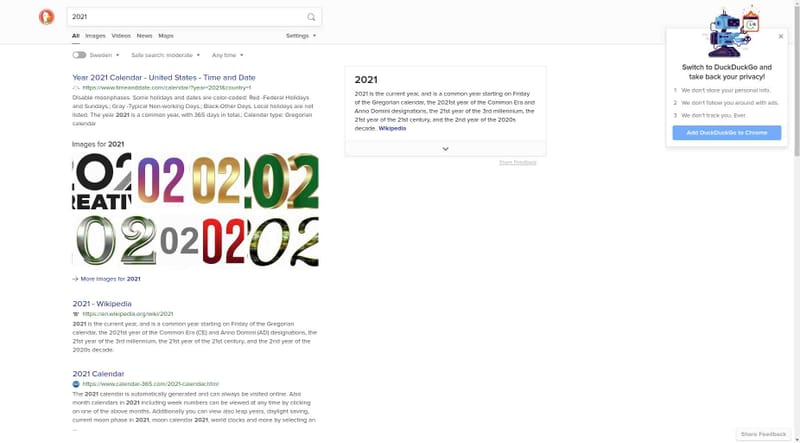 2021
All Images Videos News Maps Settings
Sweden Safe search: moderate Any time
Year 2021 Calendar - United States - Time and Date
https://www.timeanddate.com/calendar/?year=2021&country=1
Disable moonphases. Some holidays and dates are color-coded: Red -Federal Holidays
and Sundays.; Gray -Typical Non-working Days.; Black-Other Days. Local holidays are not
listed. The year 2021 is a common year, with 365 days in total.; Calendar type: Gregorian
calendar
Images for 2021
202
REATIV
02
02
02
02
02
02
202
More Images for 2021
2021 - Wikipedia
https://en.wikipedia.org/wiki/2021
2021 is the current year, and is a common year starting on Friday of the Gregorian
calendar, the 2021st year of the Common Era (CE) and Anno Domini (AD) designations, the
21st year of the 3rd millennium, the 21st year of the 21st century, and the 2nd year of the
2020s decade.
2021 Calendar
https://www.calendar-365.com/2021-calendar.html
The 2021 calendar is automatically generated and can always be visited online. Also
month calendars in 2021 including week numbers can be viewed at any time by clicking
on one of the above months. Additionally you can view also leap years, daylight saving,
current moon phase in 2021, moon calendar 2021, world clocks and more by selecting an
...
2021
2021 is the current year, and is a common year starting on Friday
of the Gregorian calendar, the 2021st year of the Common Era and
Anno Domini designations, the 21st year of the 3rd millennium,
the 21st year of the 21st century, and the 2nd year of the 2020s
decade. Wikipedia
Share Feedback
Switch to DuckDuckGo and
take back your privacy!
1 We don't store your personal info.
2 We don't follow you around with ads.
3 We don't track you. Ever.
Add DuckDuckGo to Chrome
Share Feedback